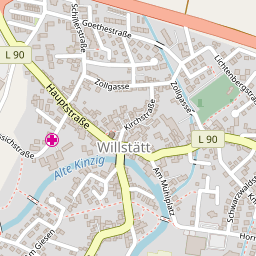 Schillerstraße
Goethestraße
L 90
Zollgasse
Zollgasse
Lichtenbergstraße
Hauptstraße
Kirchstraße
L 90
Willstätt
Alte Kinzig
Am Mühlplatz
Am Giesen